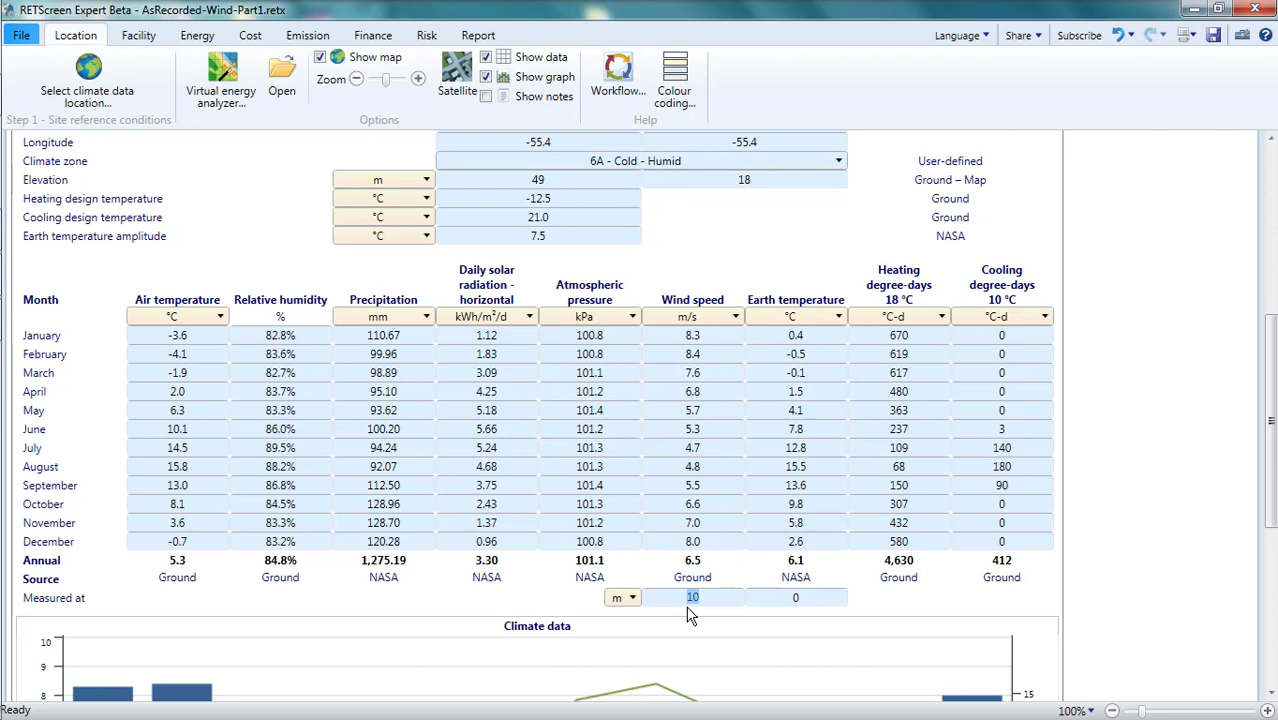 RETScreen Expert Beta - AsRecorded-Wind-Part1.retx
File Location Facility Energy Cost Emission Finance Risk Report Language Share Subscribe
Select climate data location...
Virtual energy analyzer...
Open
Show map
Zoom
Satellite
Show data
Show graph
Show notes
Workflow...
Colour coding...
Step 1 - Site reference conditions Options Help
Longitude -55.4 -55.4
Climate zone 6A - Cold - Humid User-defined
Elevation m 49 18 Ground – Map
Heating design temperature °C -12.5 Ground
Cooling design temperature °C 21.0 Ground
Earth temperature amplitude °C 7.5 NASA
Month Air temperature Relative humidity Precipitation Daily solar radiation - horizontal Atmospheric pressure Wind speed Earth temperature Heating degree-days 18 °C Cooling degree-days 10 °C
°C % mm kWh/m²/d kPa m/s °C °C-d °C-d
January -3.6 82.8% 110.67 1.12 100.8 8.3 0.4 670 0
February -4.1 83.6% 99.96 1.83 100.8 8.4 -0.5 619 0
March -1.9 82.7% 98.89 3.09 101.1 7.6 -0.1 617 0
April 2.0 83.7% 95.10 4.25 101.2 6.8 1.5 480 0
May 6.3 83.3% 93.62 5.18 101.4 5.7 4.1 363 0
June 10.1 86.0% 100.20 5.66 101.2 5.3 7.8 237 3
July 14.5 89.5% 94.24 5.24 101.3 4.7 12.8 109 140
August 15.8 88.2% 92.07 4.68 101.3 4.8 15.5 68 180
September 13.0 86.8% 112.50 3.75 101.4 5.5 13.6 150 90
October 8.1 84.5% 128.96 2.43 101.3 6.6 9.8 307 0
November 3.6 83.3% 128.70 1.37 101.2 7.0 5.8 432 0
December -0.7 83.2% 120.28 0.96 100.8 8.0 2.6 580 0
Annual 5.3 84.8% 1,275.19 3.30 101.1 6.5 6.1 4,630 412
Source Ground Ground NASA NASA NASA Ground NASA Ground Ground
Measured at m 10 0
Climate data
10
9
8 15
Ready 100%